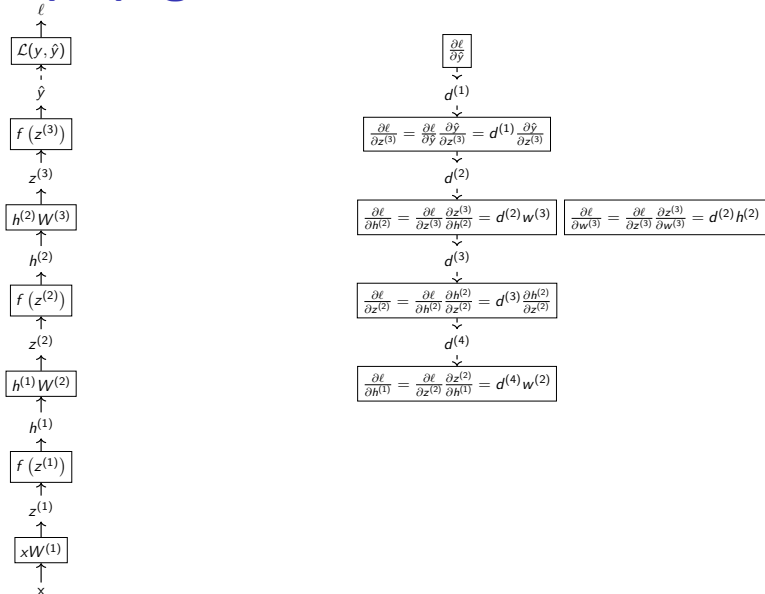 ℓ
ℒ(y, ŷ)
ŷ
f (z^(3))
z^(3)
h^(2)W^(3)
h^(2)
f (z^(2))
z^(2)
h^(1)W^(2)
h^(1)
f (z^(1))
z^(1)
xW^(1)
x
∂ℓ/∂ŷ
d^(1)
∂ℓ/∂z^(3) = ∂ℓ/∂ŷ ∂ŷ/∂z^(3) = d^(1) ∂ŷ/∂z^(3)
d^(2)
∂ℓ/∂h^(2) = ∂ℓ/∂z^(3) ∂z^(3)/∂h^(2) = d^(2)w^(3)
∂ℓ/∂w^(3) = ∂ℓ/∂z^(3) ∂z^(3)/∂w^(3) = d^(2)h^(2)
d^(3)
∂ℓ/∂z^(2) = ∂ℓ/∂h^(2) ∂h^(2)/∂z^(2) = d^(3) ∂h^(2)/∂z^(2)
d^(4)
∂ℓ/∂h^(1) = ∂ℓ/∂z^(2) ∂z^(2)/∂h^(1) = d^(4)w^(2)